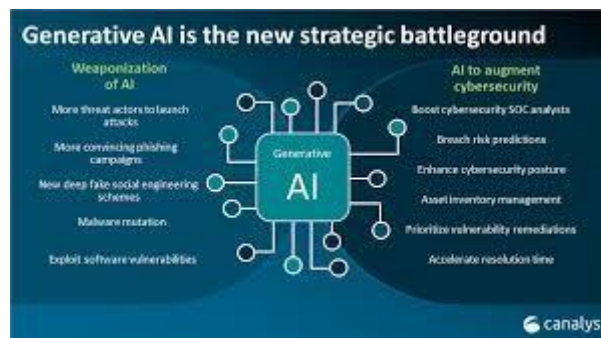 Generative AI is the new strategic battleground
Weaponization
of AI
More threat actors to launch
attacks
More convincing phishing
campaigns
New deep fake social engineering
schemes
Malware mutation
Exploit software vulnerabilities
Generative
AI
AI to augment
cybersecurity
Boost cybersecurity SOC analysts
Breach risk predictions
Enhance cybersecurity posture
Asset inventory management
Prioritize vulnerability remediations
Accelerate resolution time
canalys